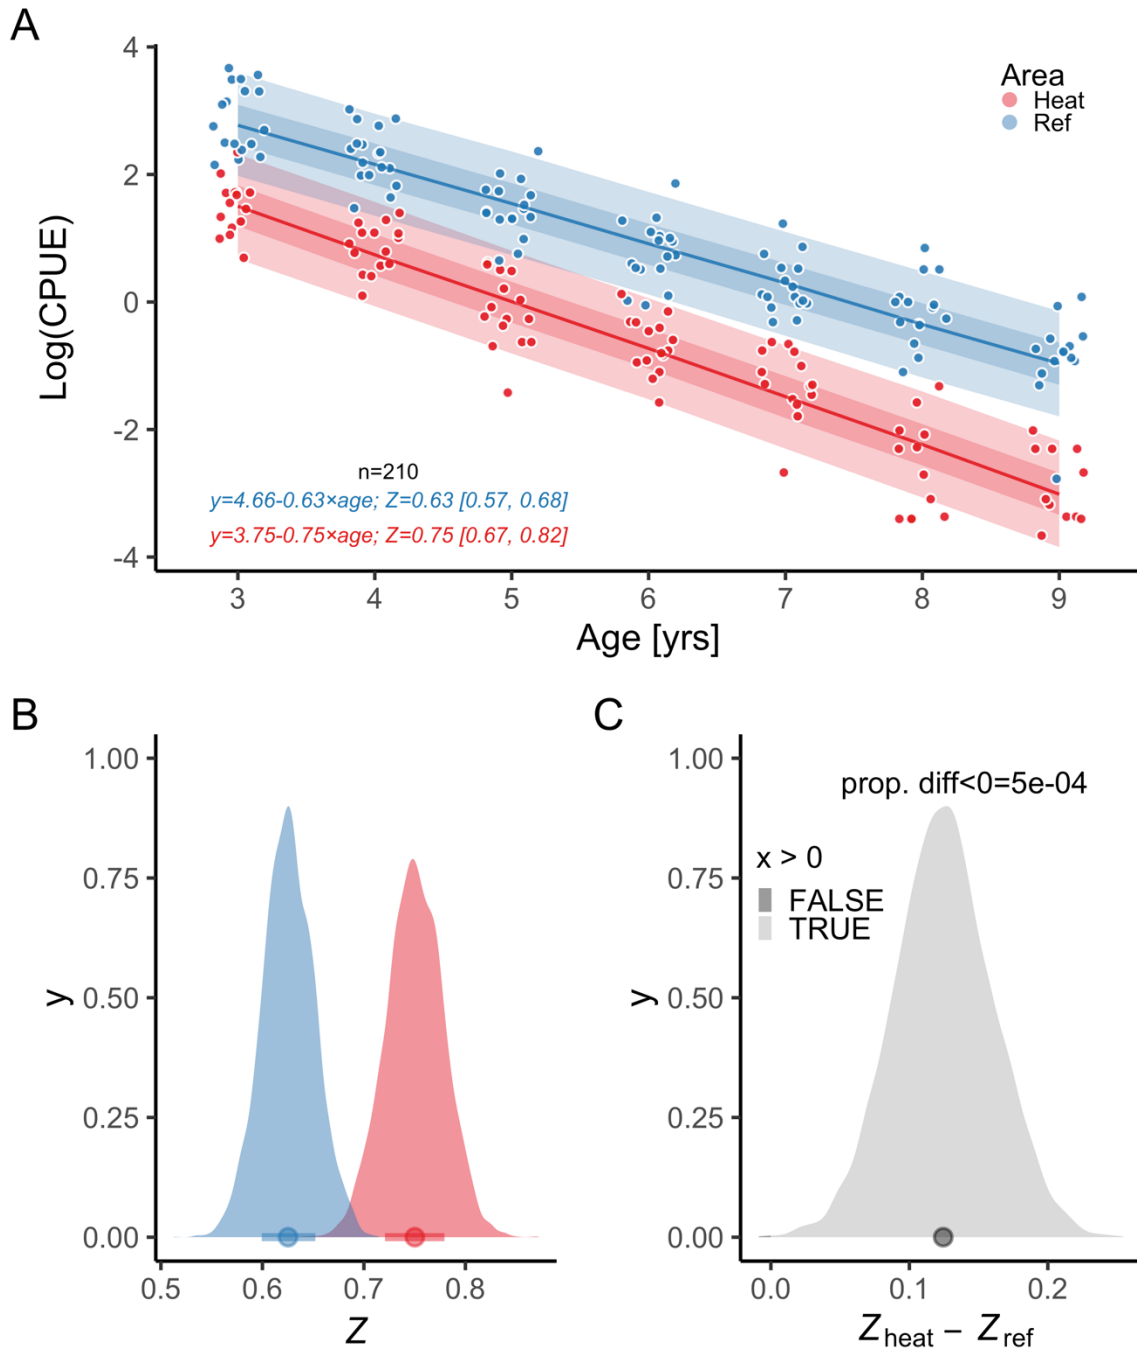 A
4
2
0
-2
-4
Log(CPUE)
Area
Heat
Ref
n=210
y=4.66-0.63×age; Z=0.63 [0.57, 0.68]
y=3.75-0.75×age; Z=0.75 [0.67, 0.82]
3 4 5 6 7 8 9
Age [yrs]
B
1.00
0.75
0.50
0.25
0.00
y
0.5 0.6 0.7 0.8
Z
C
1.00
0.75
0.50
0.25
0.00
y
prop. diff<0=5e-04
x > 0
FALSE
TRUE
0.0 0.1 0.2
Zheat − Zref